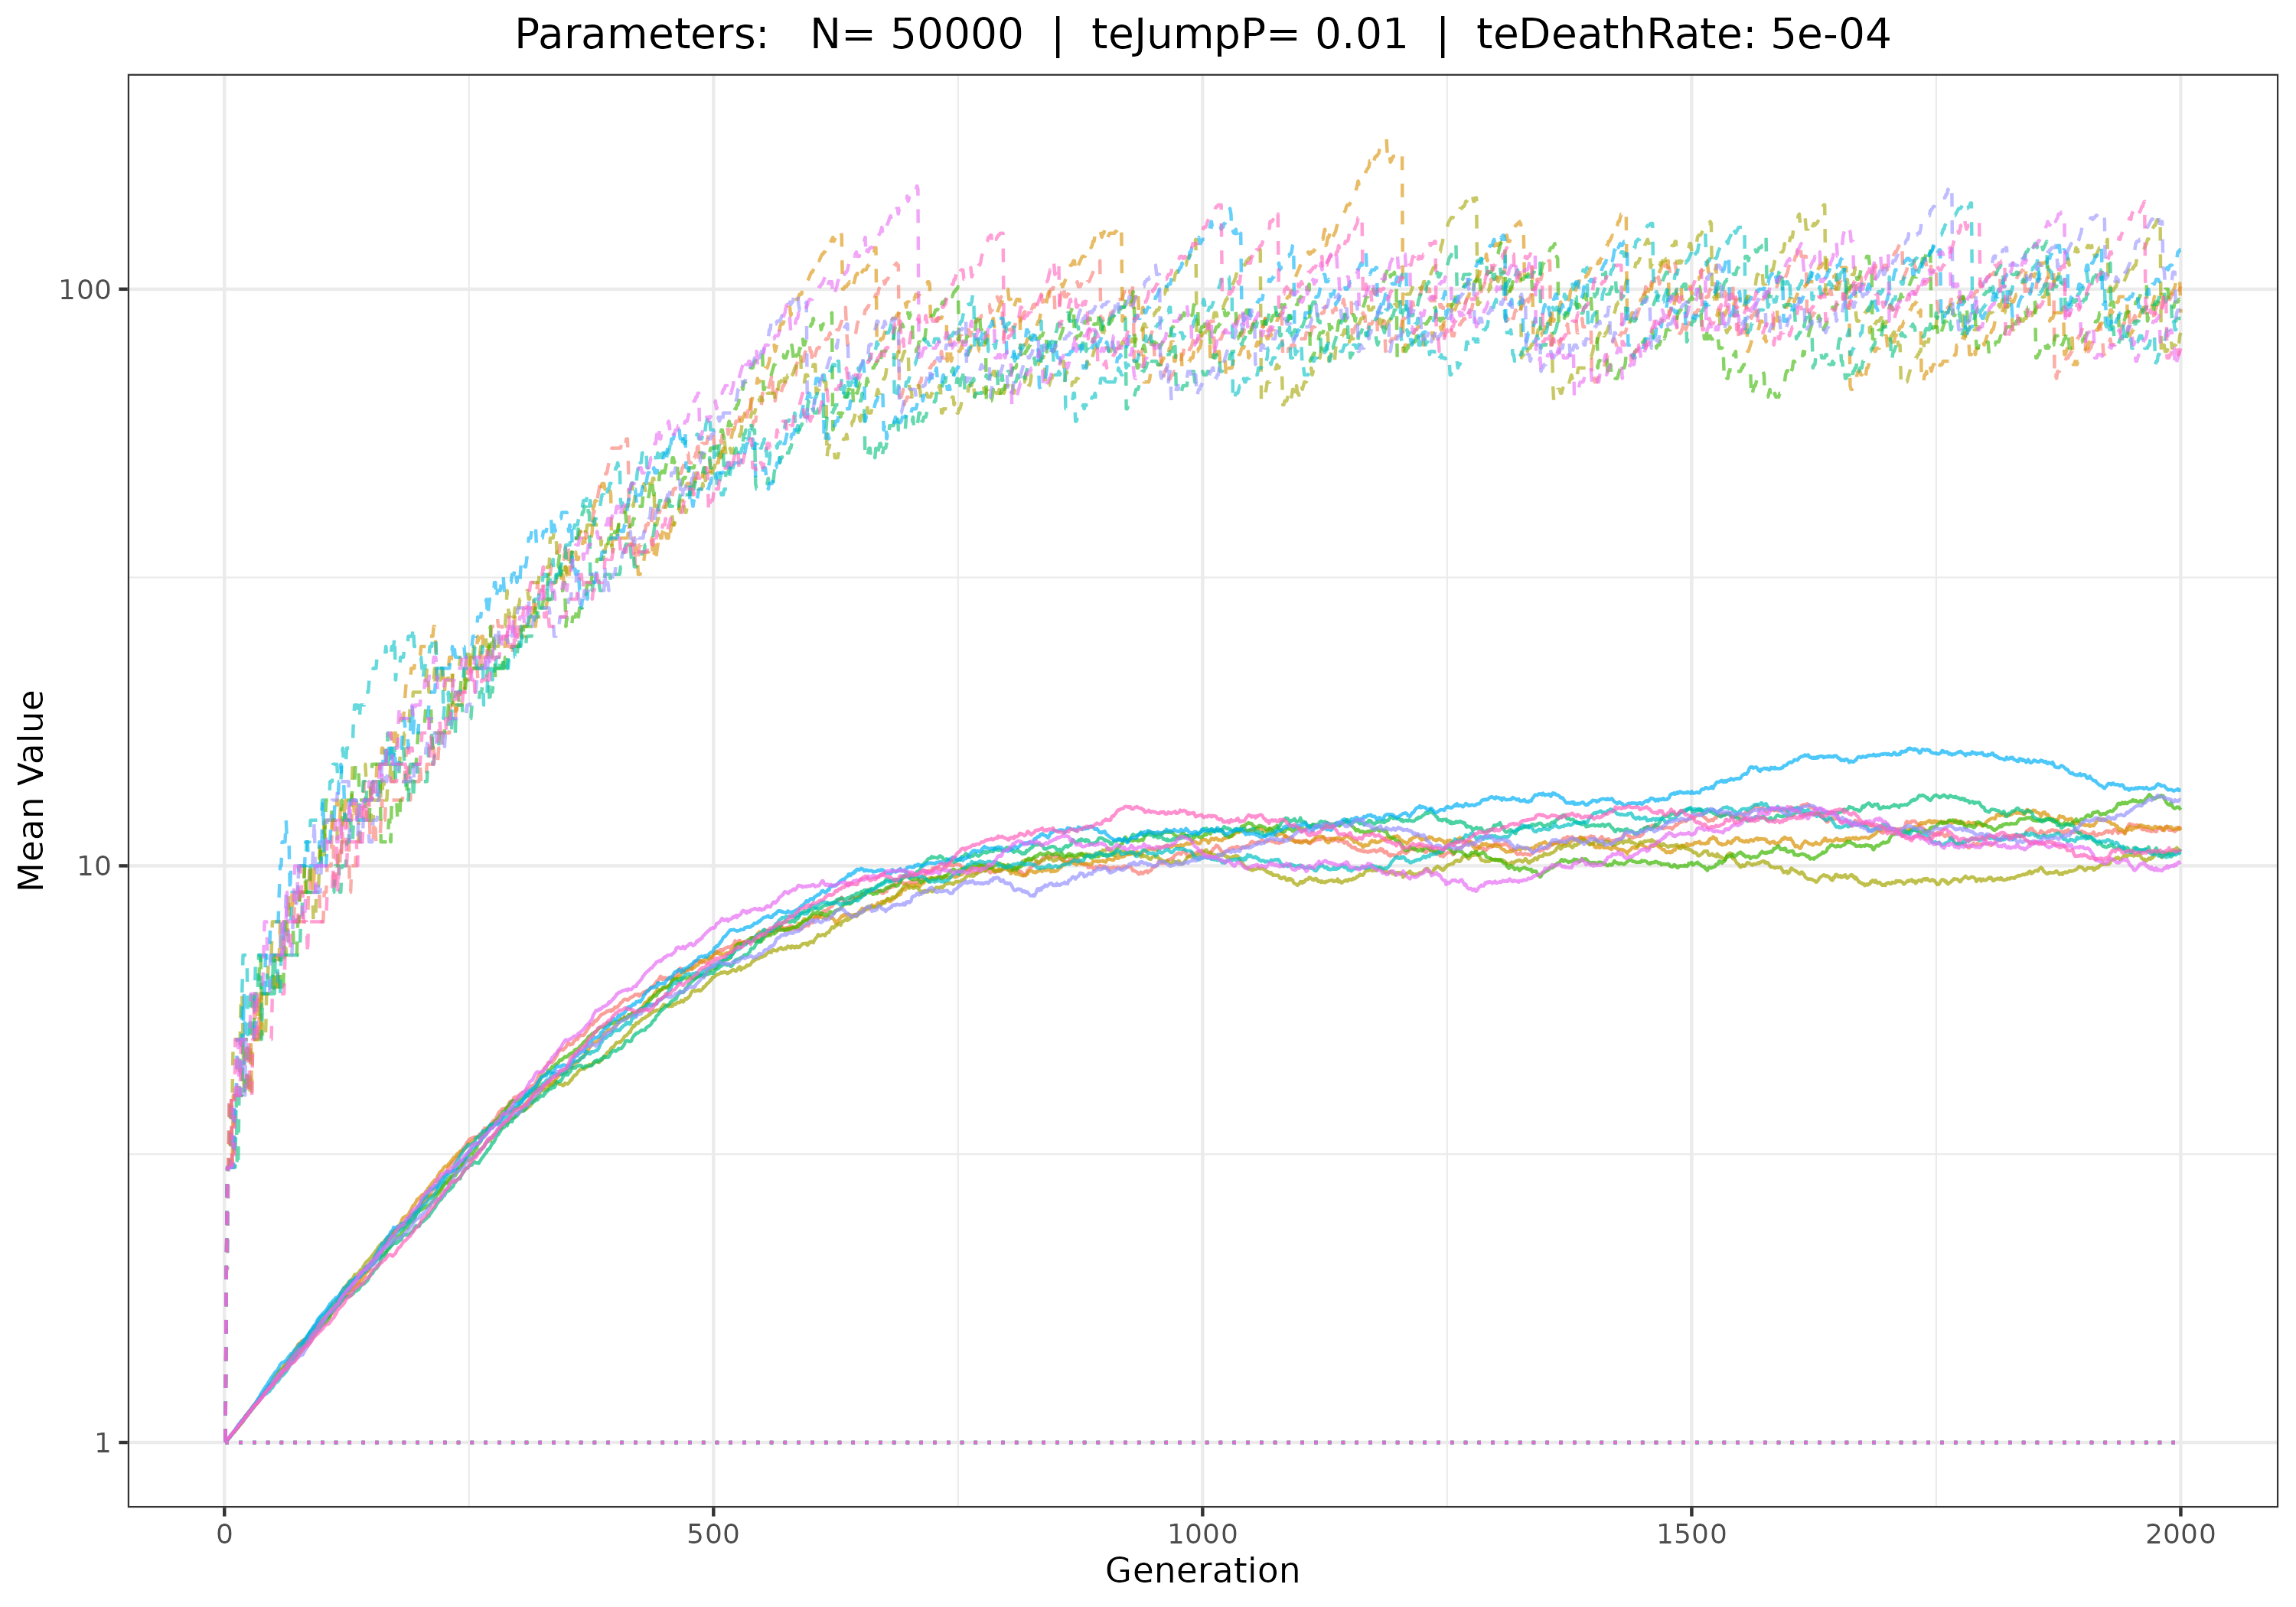 Parameters:   N= 50000  |  teJumpP= 0.01  |  teDeathRate: 5e-04
Mean Value
100
10
1
0
500
1000
1500
2000
Generation